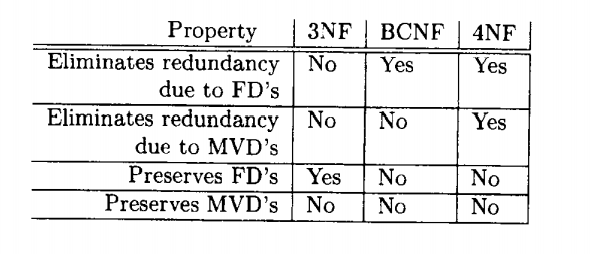 Property 3NF BCNF 4NF
Eliminates redundancy No Yes Yes
due to FD's
Eliminates redundancy No No Yes
due to MVD's
Preserves FD's Yes No No
Preserves MVD's No No No